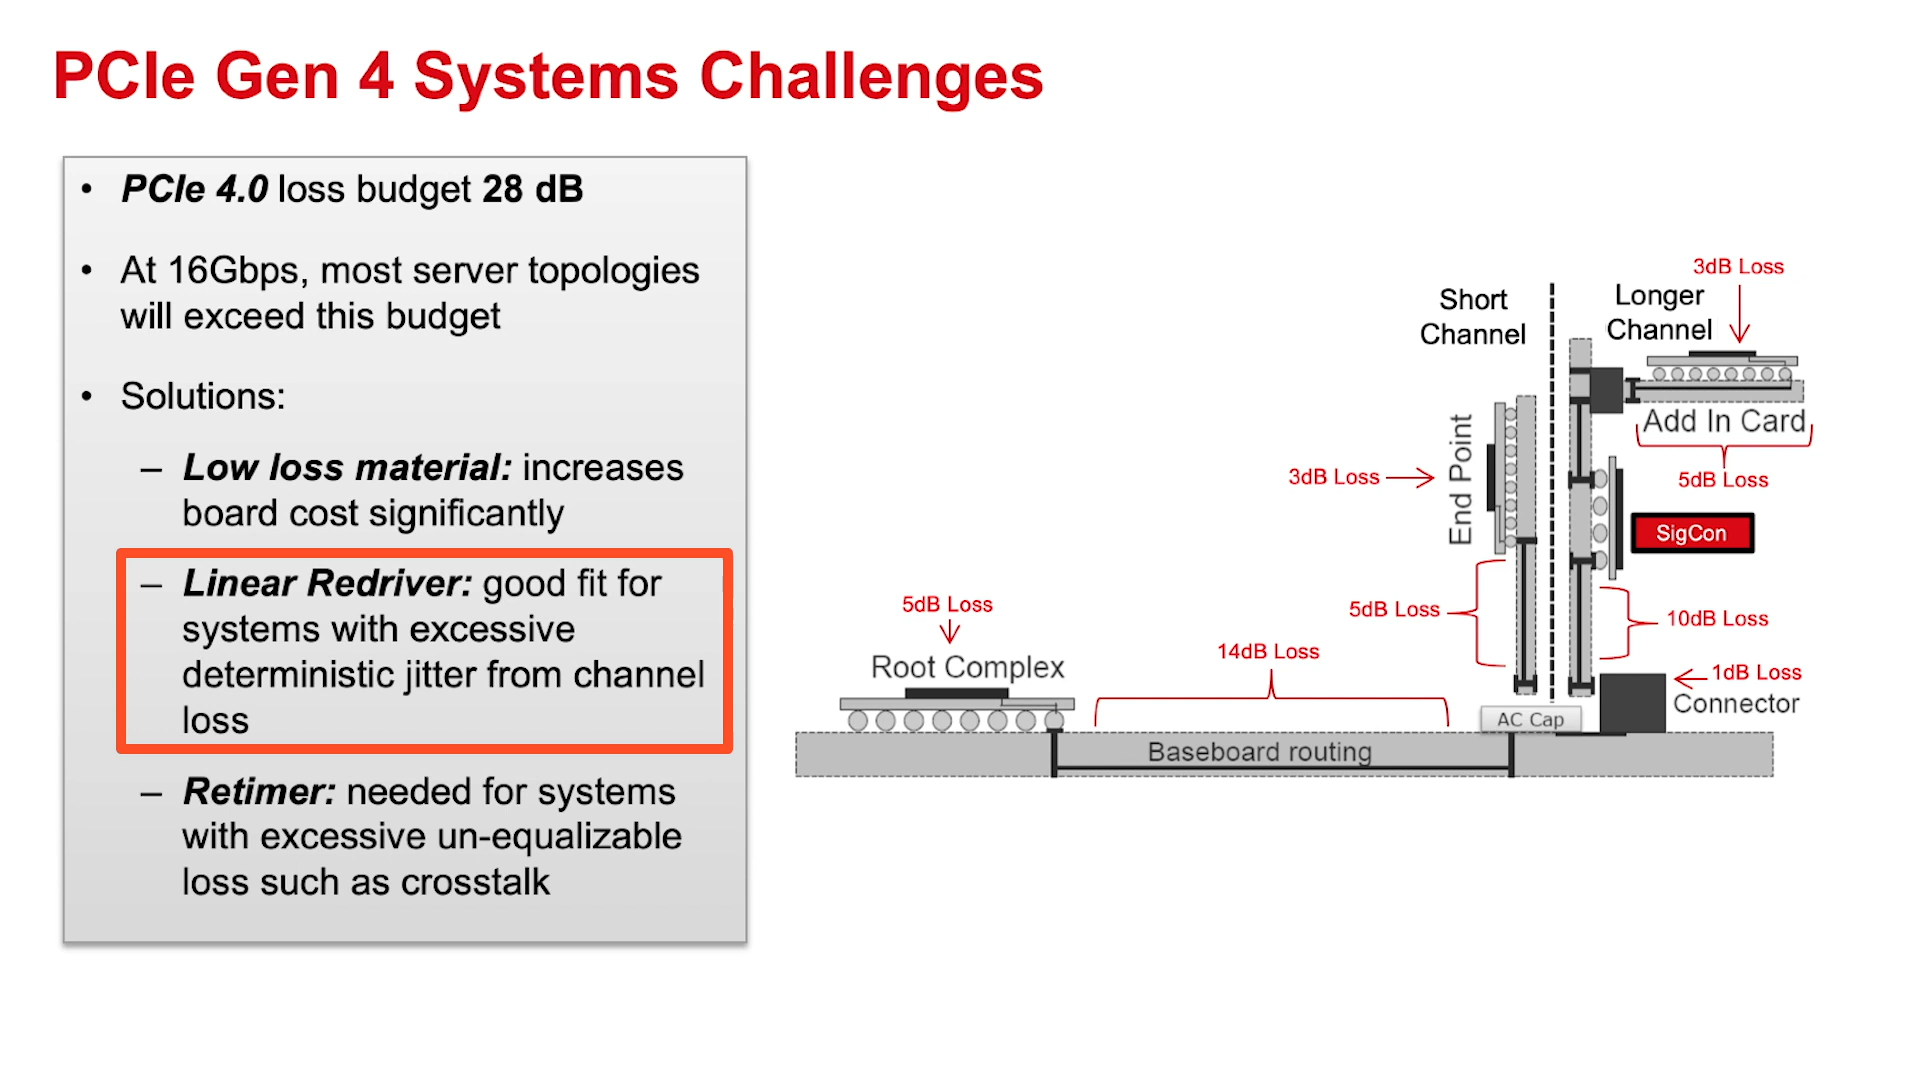 PCIe Gen 4 Systems Challenges
• PCIe 4.0 loss budget 28 dB
• At 16Gbps, most server topologies
will exceed this budget
• Solutions:
– Low loss material: increases
board cost significantly
– Linear Redriver: good fit for
systems with excessive
deterministic jitter from channel
loss
– Retimer: needed for systems
with excessive un-equalizable
loss such as crosstalk
3dB Loss
Short
Channel
Longer
Channel
Add In Card
5dB Loss
End Point
3dB Loss
SigCon
5dB Loss
10dB Loss
5dB Loss
Root Complex
14dB Loss
1dB Loss
Connector
AC Cap
Baseboard routing